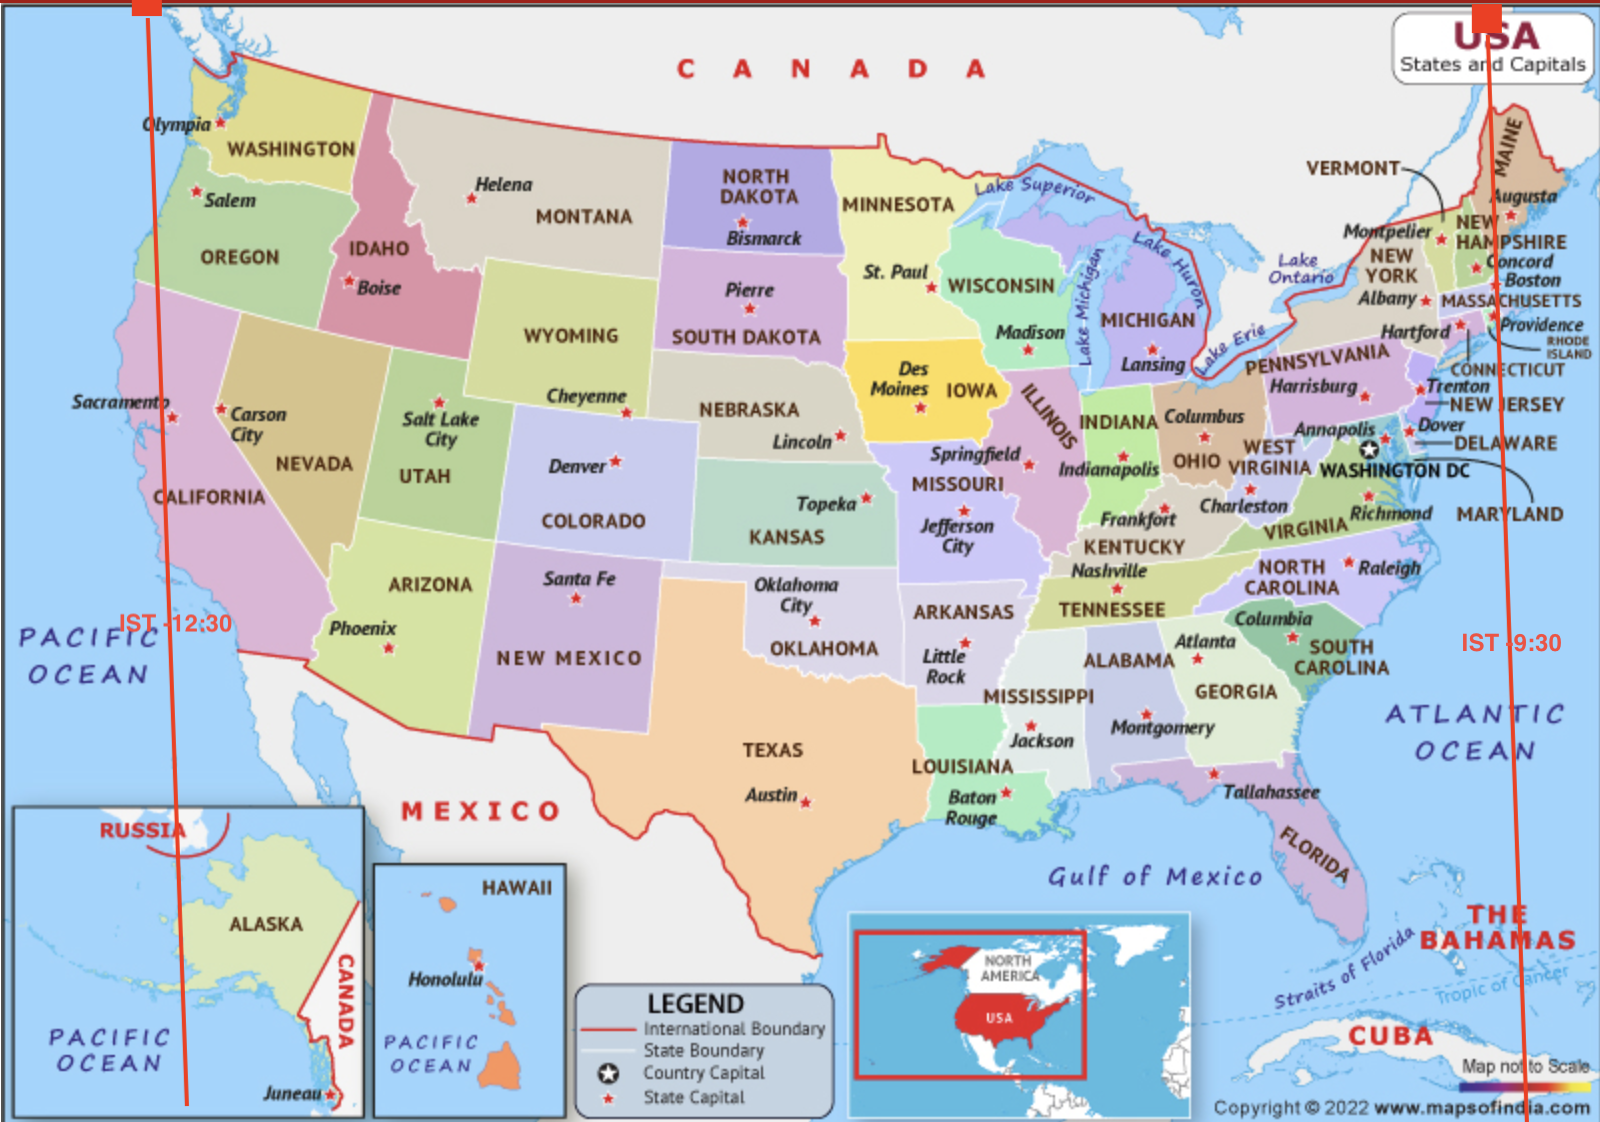 CANADA
USA
States and Capitals
Olympia
WASHINGTON
Salem
OREGON
IDAHO
Boise
Helena
MONTANA
NORTH
DAKOTA
Bismarck
MINNESOTA
St. Paul
Lake Superior
VERMONT
MAINE
Augusta
Montpelier
NEW
HAMPSHIRE
Concord
Boston
NEW
YORK
Albany
MASSACHUSETTS
Lake
Ontario
Lake Huron
Lake Michigan
Lake Erie
WISCONSIN
Madison
MICHIGAN
Lansing
Hartford
Providence
RHODE
ISLAND
CONNECTICUT
PENNSYLVANIA
Harrisburg
Trenton
NEW JERSEY
Pierre
SOUTH DAKOTA
WYOMING
Cheyenne
Des
Moines
IOWA
NEBRASKA
Lincoln
ILLINOIS
Springfield
INDIANA
Indianapolis
Columbus
OHIO
WEST
VIRGINIA
Charleston
Annapolis
Dover
DELAWARE
WASHINGTON DC
MARYLAND
Richmond
VIRGINIA
Sacramento
Carson
City
NEVADA
CALIFORNIA
Salt Lake
City
UTAH
Denver
COLORADO
Topeka
KANSAS
MISSOURI
Jefferson
City
Frankfort
KENTUCKY
Nashville
TENNESSEE
NORTH
CAROLINA
Raleigh
ARIZONA
Phoenix
Santa Fe
NEW MEXICO
Oklahoma
City
OKLAHOMA
ARKANSAS
Little
Rock
Columbia
SOUTH
CAROLINA
Atlanta
GEORGIA
ALABAMA
Montgomery
MISSISSIPPI
Jackson
IST -12:30
IST -9:30
PACIFIC
OCEAN
ATLANTIC
OCEAN
TEXAS
Austin
LOUISIANA
Baton
Rouge
Tallahassee
FLORIDA
MEXICO
Gulf of Mexico
RUSSIA
ALASKA
CANADA
PACIFIC
OCEAN
Juneau
HAWAII
Honolulu
PACIFIC
OCEAN
LEGEND
International Boundary
State Boundary
Country Capital
State Capital
NORTH
AMERICA
USA
THE
BAHAMAS
Straits of Florida
Tropic of Cancer
CUBA
Map not to Scale
Copyright © 2022 www.mapsofindia.com